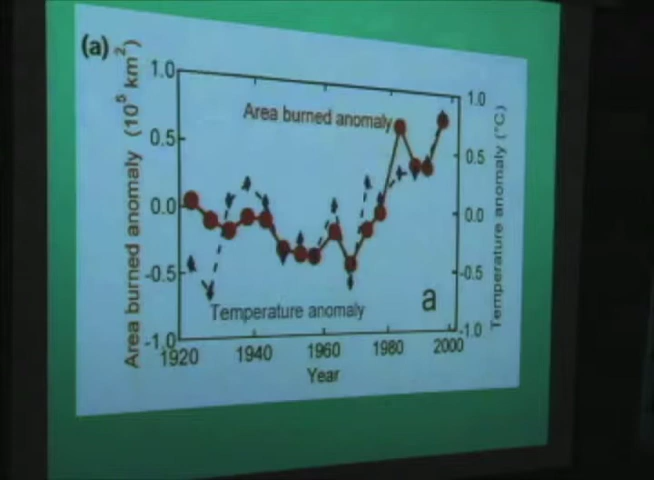 (a)
Area burned anomaly (10⁵ km²)
1.0
0.5
0.0
-0.5
-1.0
Area burned anomaly
Temperature anomaly
a
1.0
0.5
0.0
-0.5
-1.0
Temperature anomaly (°C)
1920 1940 1960 1980 2000
Year